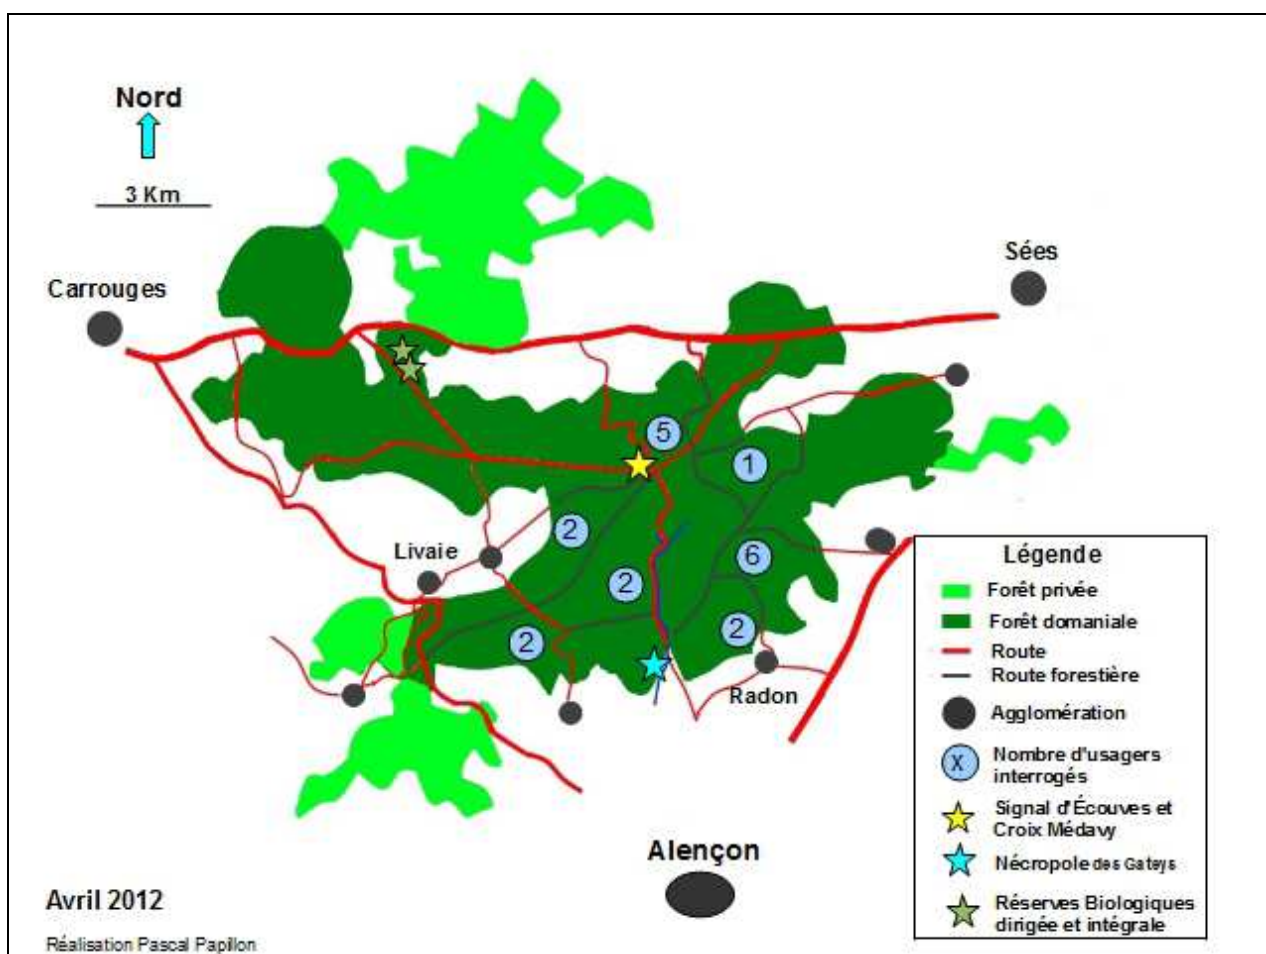 Nord
3 Km
Carrouges
Sées
5
1
2
Livaie
6
2
2
2
Radon
Légende
Forêt privée
Forêt domaniale
Route
Route forestière
Agglomération
X
Nombre d'usagers
interrogés
Signal d'Écouves et
Croix Médavy
Nécropole des Gateys
Réserves Biologiques
dirigée et intégrale
Alençon
Avril 2012
Réalisation Pascal Papillon